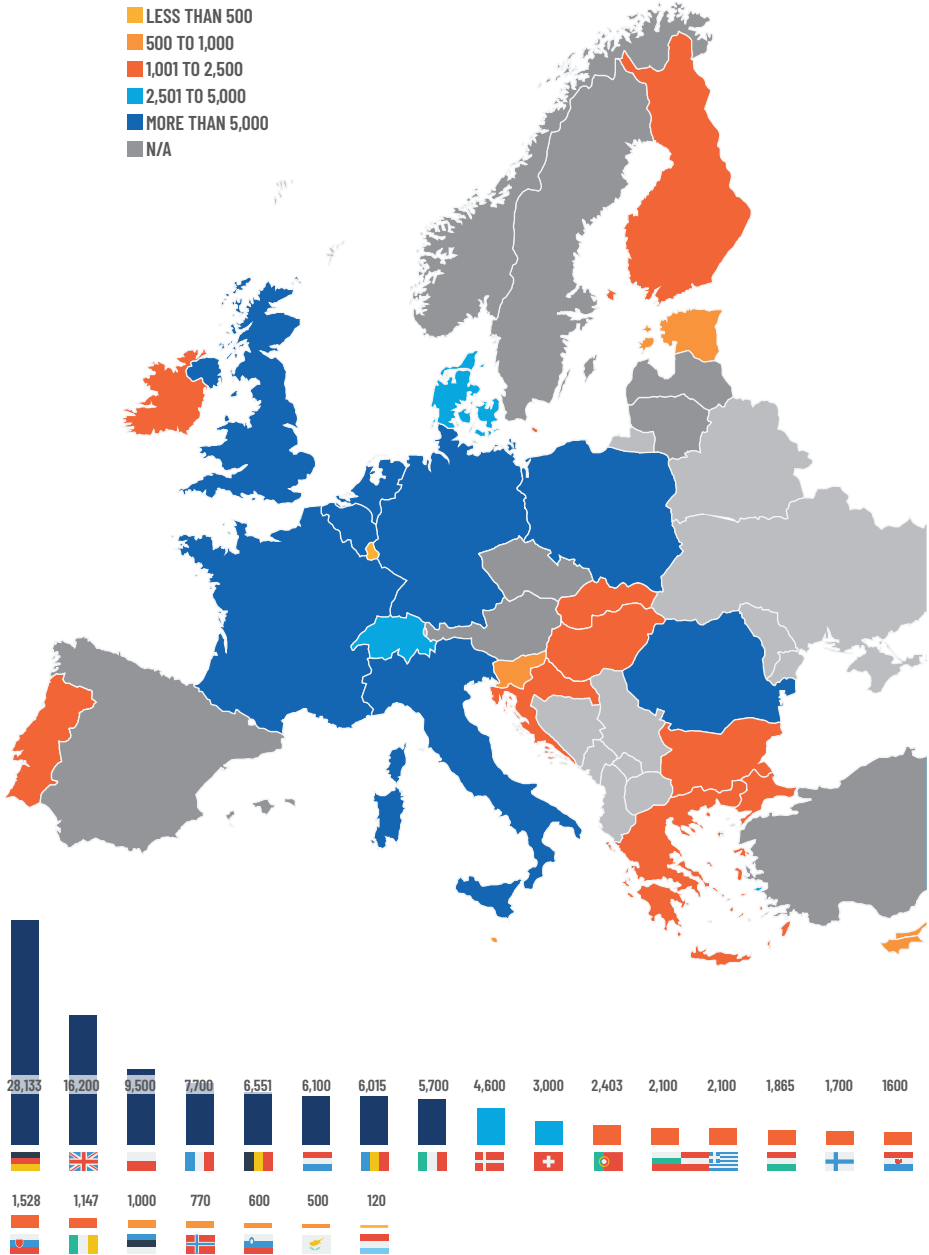 LESS THAN 500
500 TO 1,000
1,001 TO 2,500
2,501 TO 5,000
MORE THAN 5,000
N/A
28,133 16,200 9,500 7,700 6,551 6,100 6,015 5,700 4,600 3,000 2,403 2,100 2,100 1,865 1,700 1600
1,528 1,147 1,000 770 600 500 120